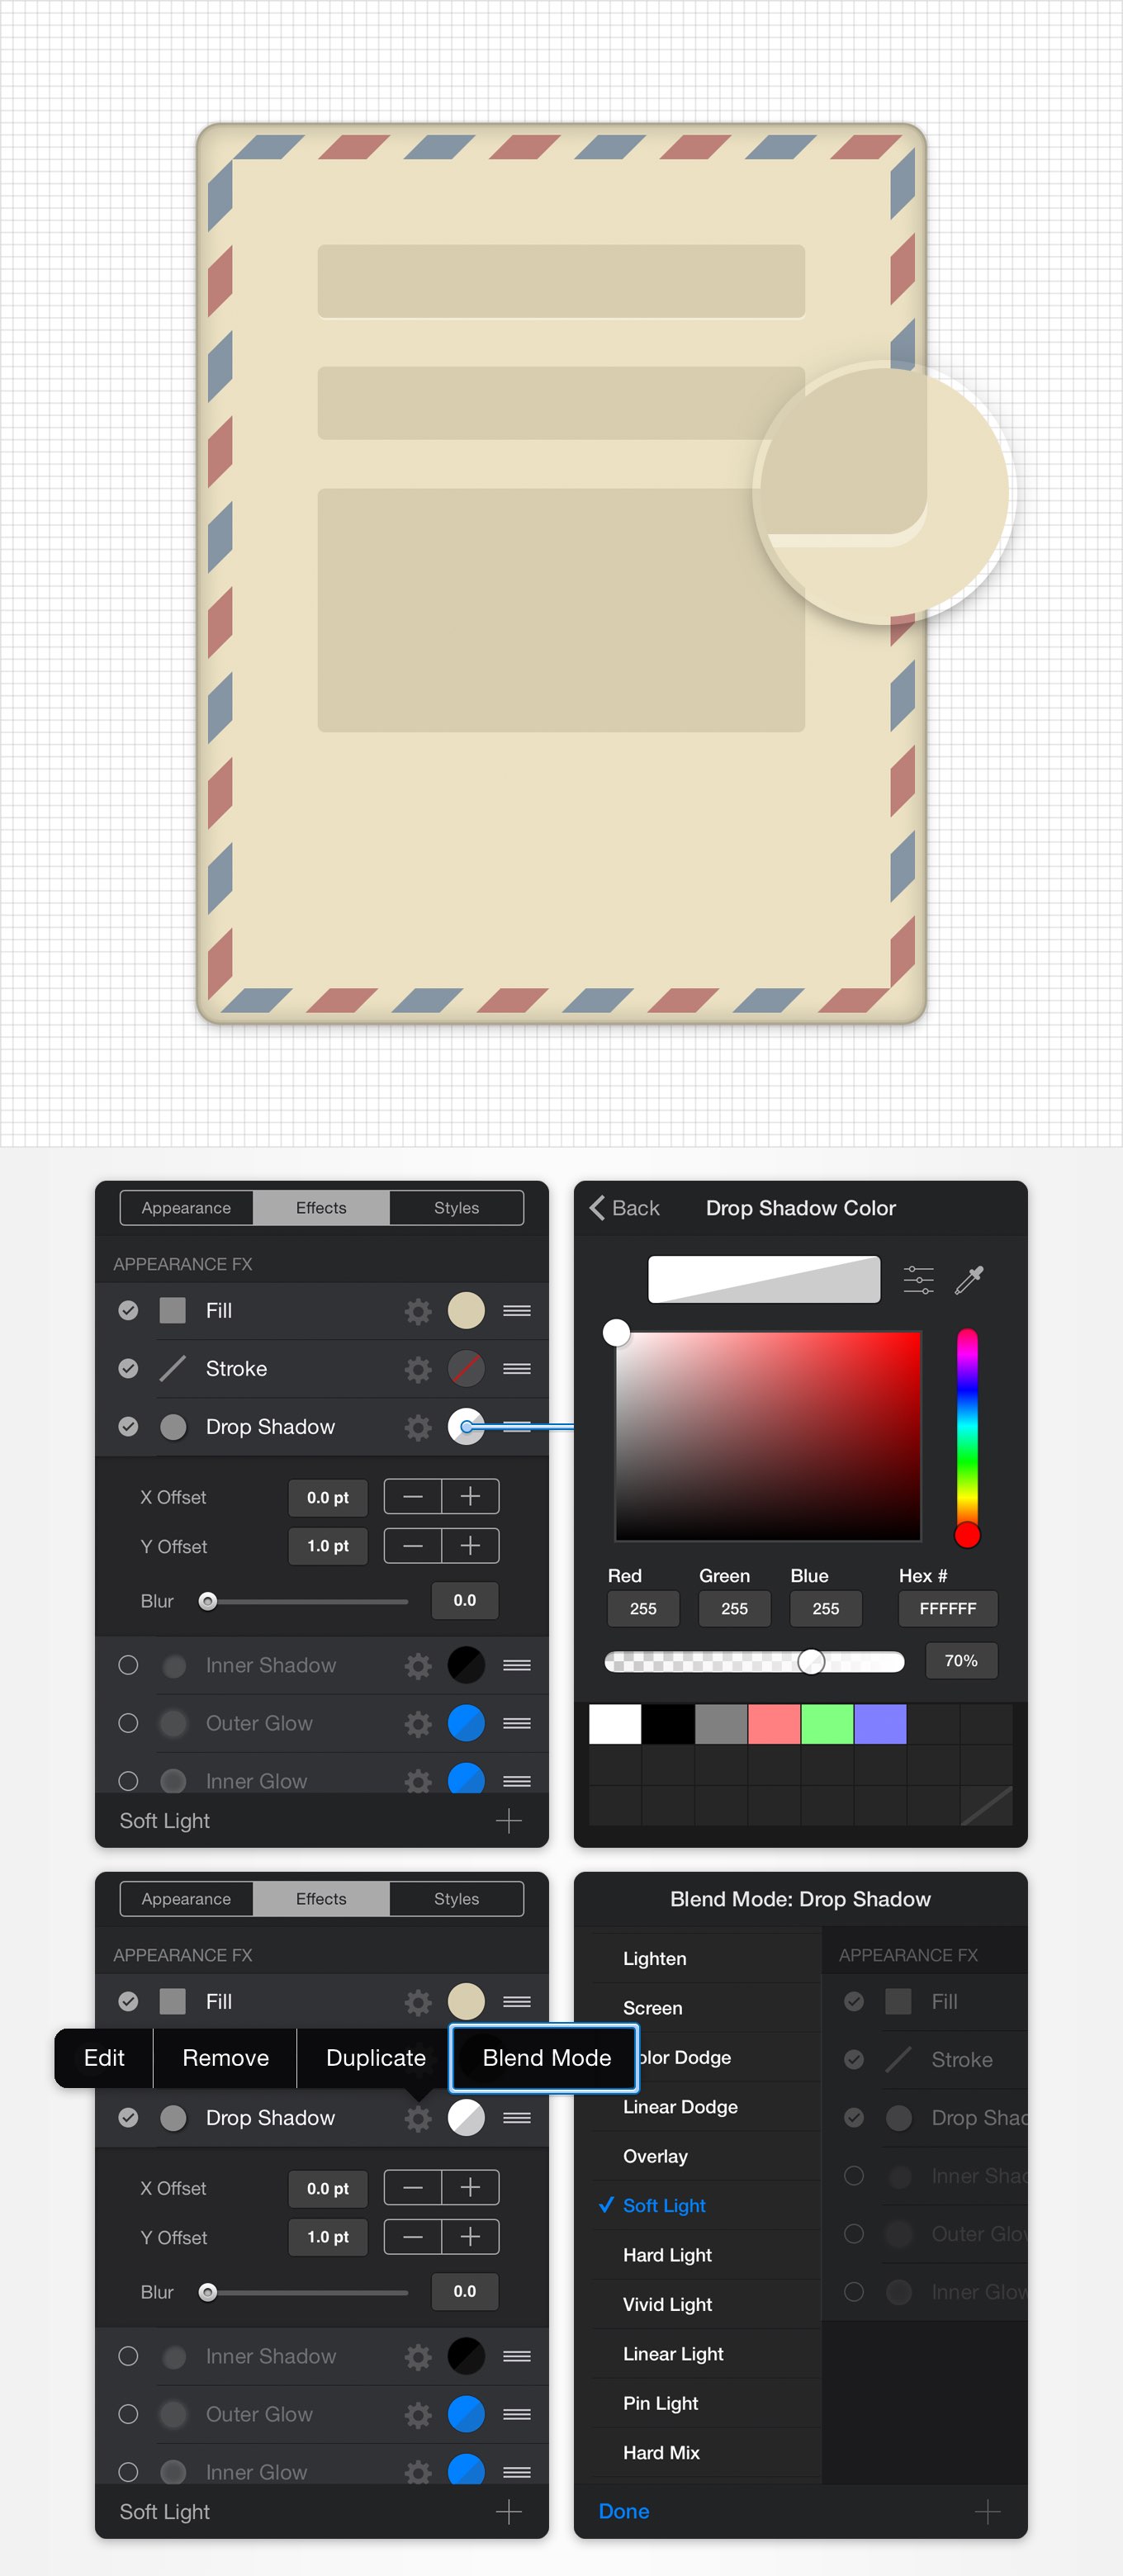 Appearance Effects Styles
APPEARANCE FX
Fill
Stroke
Drop Shadow
X Offset 0.0 pt
Y Offset 1.0 pt
Blur 0.0
Inner Shadow
Outer Glow
Inner Glow
Soft Light
Back Drop Shadow Color
Red Green Blue Hex #
255 255 255 FFFFFF
70%
Appearance Effects Styles
APPEARANCE FX
Fill
Edit Remove Duplicate Blend Mode
Drop Shadow
X Offset 0.0 pt
Y Offset 1.0 pt
Blur 0.0
Inner Shadow
Outer Glow
Inner Glow
Soft Light
Blend Mode: Drop Shadow
Lighten
Screen
olor Dodge
Linear Dodge
Overlay
Soft Light
Hard Light
Vivid Light
Linear Light
Pin Light
Hard Mix
Done
APPEARANCE FX
Fill
Stroke
Drop Shad
Inner Shad
Outer Glow
Inner Glow